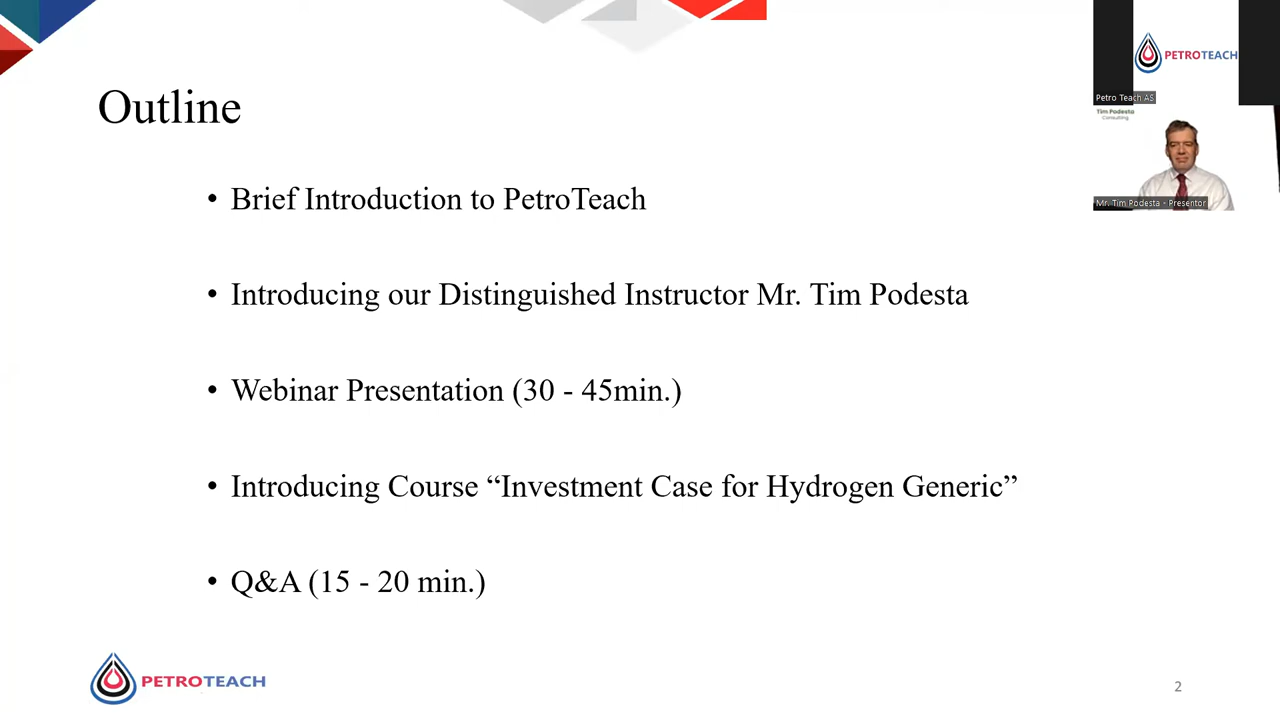 Outline
• Brief Introduction to PetroTeach
• Introducing our Distinguished Instructor Mr. Tim Podesta
• Webinar Presentation (30 - 45min.)
• Introducing Course “Investment Case for Hydrogen Generic”
• Q&A (15 - 20 min.)
PETROTEACH
2
PETROTEACH
Petro Teach AS
Tim Podesta
Consulting
Mr. Tim Podesta - Presentor